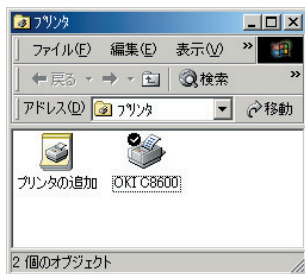 プリンタ
ファイル(F) 編集(E) 表示(V) »
戻る 検索 »
アドレス(D) プリンタ 移動
プリンタの追加 OKI C8600
2 個のオブジェクト